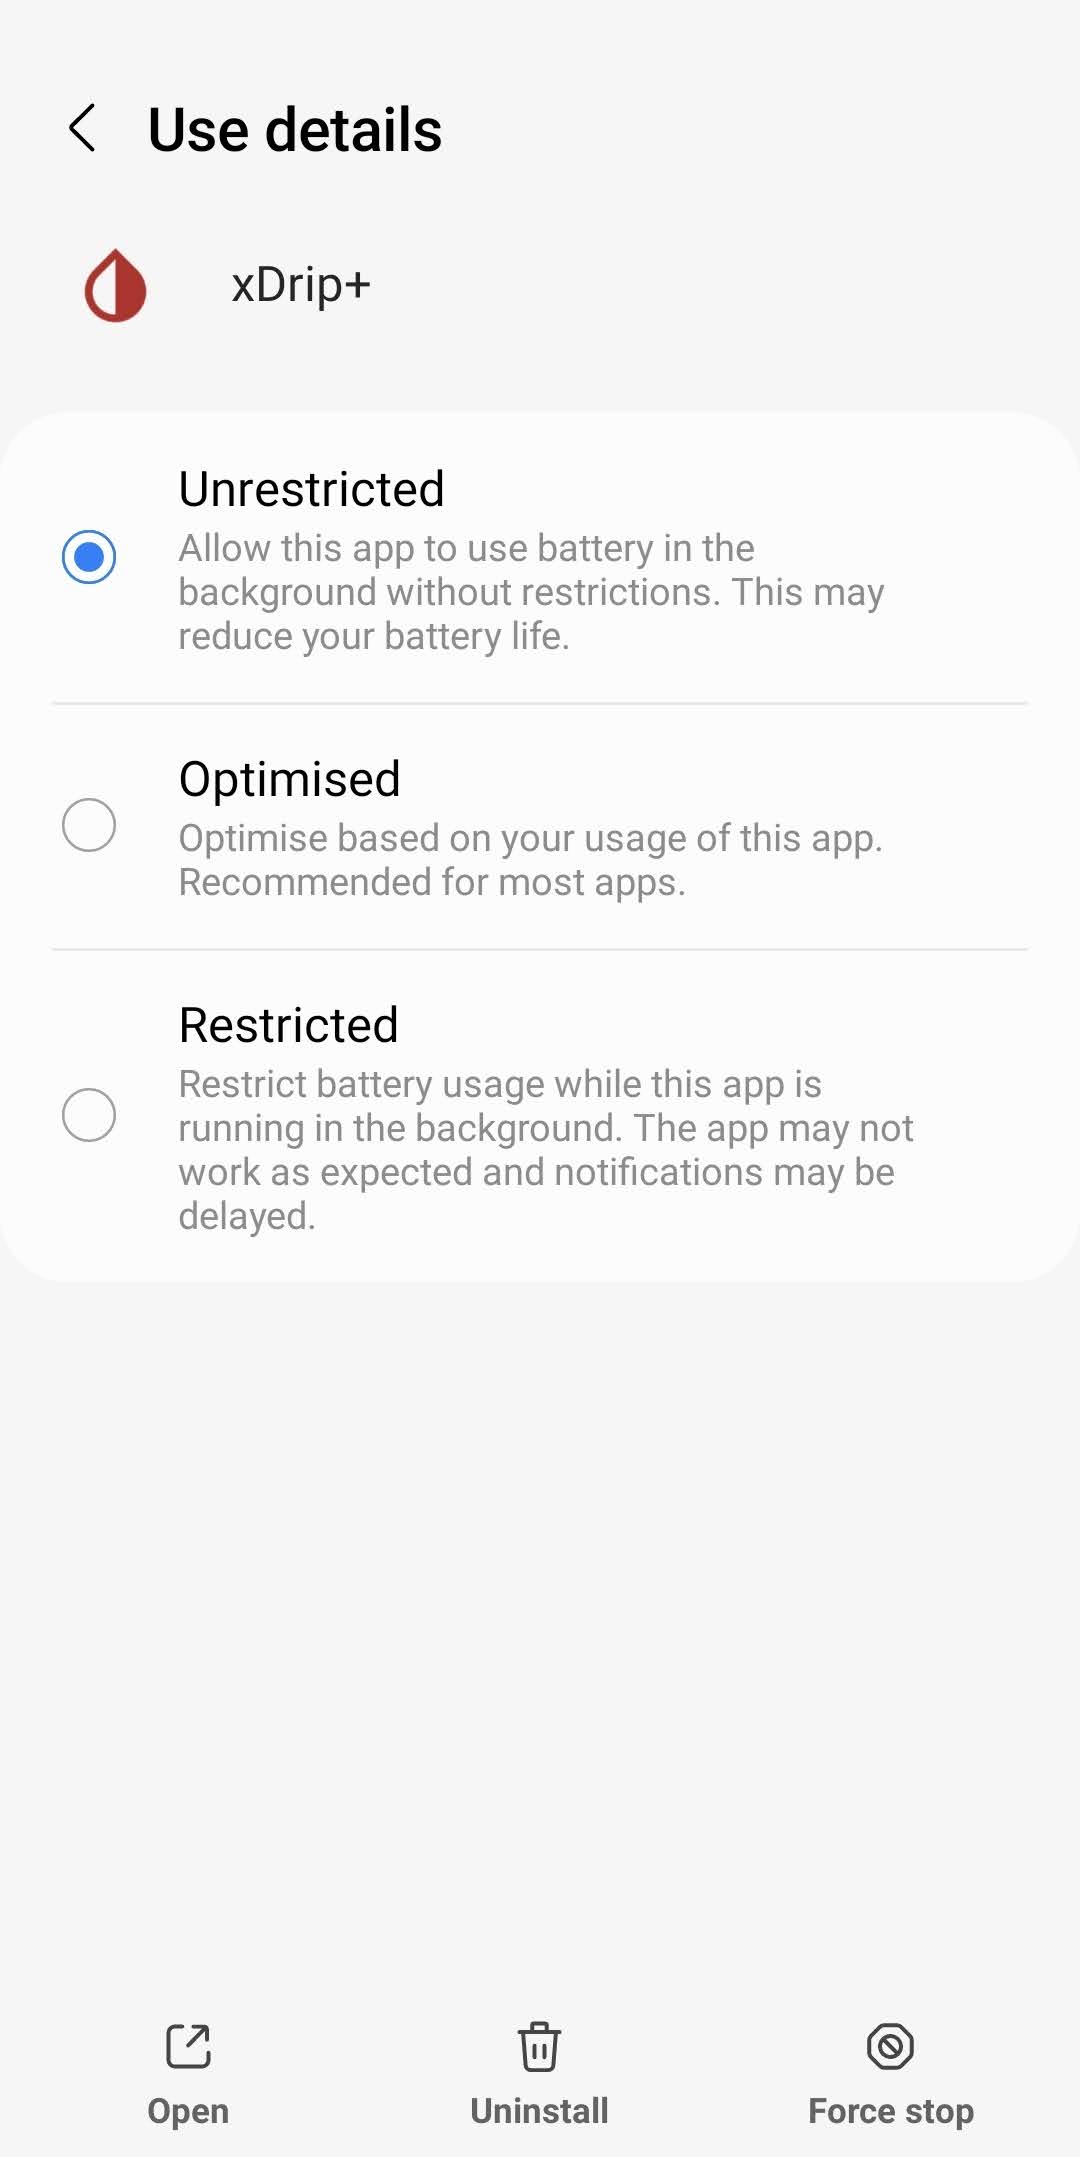 Use details
xDrip+
Unrestricted
Allow this app to use battery in the
background without restrictions. This may
reduce your battery life.
Optimised
Optimise based on your usage of this app.
Recommended for most apps.
Restricted
Restrict battery usage while this app is
running in the background. The app may not
work as expected and notifications may be
delayed.
Open
Uninstall
Force stop